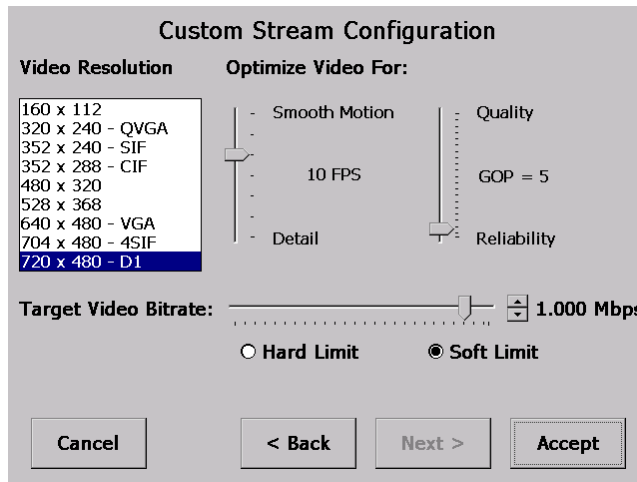 Custom Stream Configuration
Video Resolution
Optimize Video For:
160 x 112
320 x 240 - QVGA
352 x 240 - SIF
352 x 288 - CIF
480 x 320
528 x 368
640 x 480 - VGA
704 x 480 - 4SIF
720 x 480 - D1
Smooth Motion
10 FPS
Detail
Quality
GOP = 5
Reliability
Target Video Bitrate:
1.000 Mbps
Hard Limit
Soft Limit
Cancel
< Back
Next >
Accept